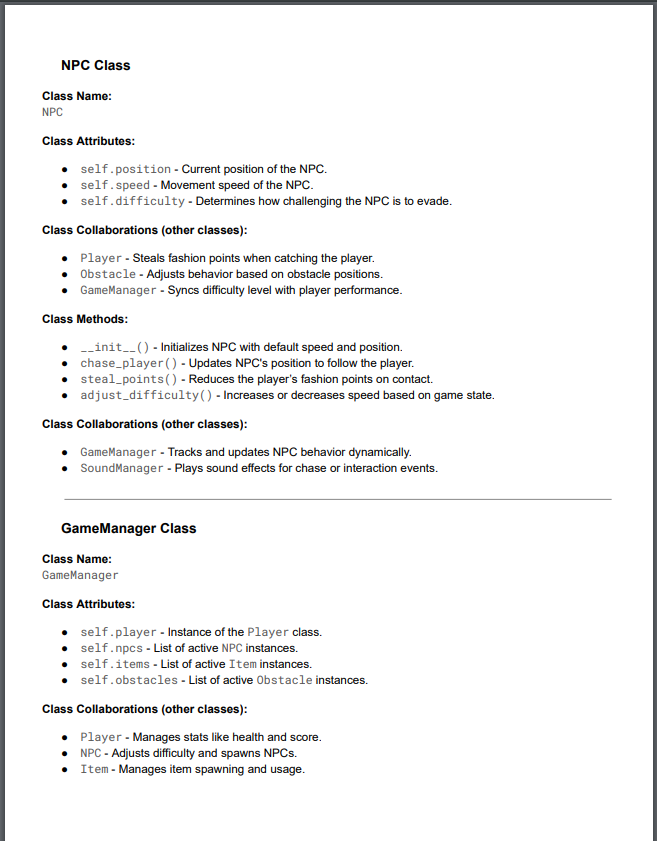 NPC Class
Class Name:
NPC
Class Attributes:
● self.position - Current position of the NPC.
● self.speed - Movement speed of the NPC.
● self.difficulty - Determines how challenging the NPC is to evade.
Class Collaborations (other classes):
● Player - Steals fashion points when catching the player.
● Obstacle - Adjusts behavior based on obstacle positions.
● GameManager - Syncs difficulty level with player performance.
Class Methods:
● __init__() - Initializes NPC with default speed and position.
● chase_player() - Updates NPC's position to follow the player.
● steal_points() - Reduces the player’s fashion points on contact.
● adjust_difficulty() - Increases or decreases speed based on game state.
Class Collaborations (other classes):
● GameManager - Tracks and updates NPC behavior dynamically.
● SoundManager - Plays sound effects for chase or interaction events.
GameManager Class
Class Name:
GameManager
Class Attributes:
● self.player - Instance of the Player class.
● self.npcs - List of active NPC instances.
● self.items - List of active Item instances.
● self.obstacles - List of active Obstacle instances.
Class Collaborations (other classes):
● Player - Manages stats like health and score.
● NPC - Adjusts difficulty and spawns NPCs.
● Item - Manages item spawning and usage.